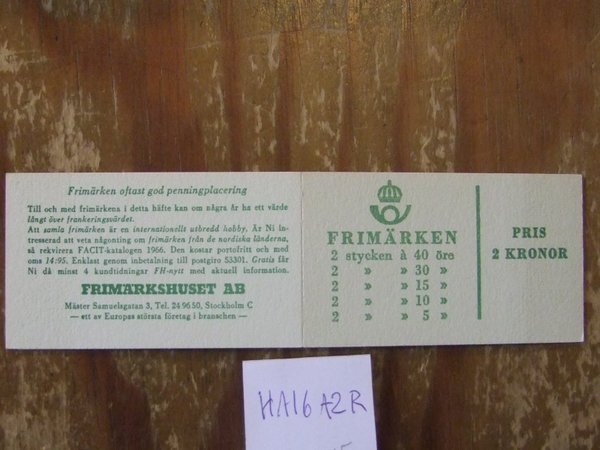 Frimärken oftast god penningplacering
Till och med frimärkena i detta häfte kan om några år ha ett värde
långt över frankeringsvärdet.
Att samla frimärken är en internationellt utbredd hobby. Är Ni in-
tresserad att veta någonting om frimärken från de nordiska länderna,
så rekvirera FACIT-katalogen 1966. Den kostar portofritt och med
oms 14:95. Enklast genom inbetalning till postgiro 53301. Gratis får
Ni då minst 4 kundtidningar FH-nytt med aktuell information.
FRIMÄRKSHUSET AB
Mäster Samuelsgatan 3, Tel. 24 96 50, Stockholm C
— ett av Europas största företag i branschen —
FRIMÄRKEN
2 stycken à 40 öre
2 » » 30 »
2 » » 15 »
2 » » 10 »
2 » » 5 »
PRIS
2 KRONOR
HA16 A2R